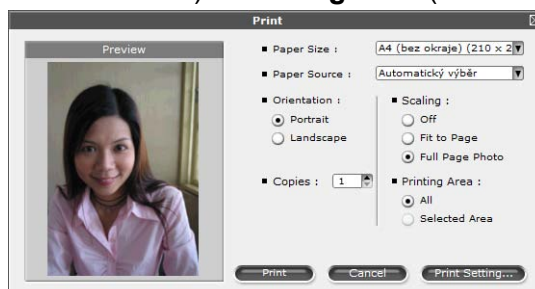 Print
Preview
Paper Size :
A4 (bez okraje) (210 x 2
Paper Source :
Automatický výběr
Orientation :
Portrait
Landscape
Scaling :
Off
Fit to Page
Full Page Photo
Copies :
1
Printing Area :
All
Selected Area
Print
Cancel
Print Setting...